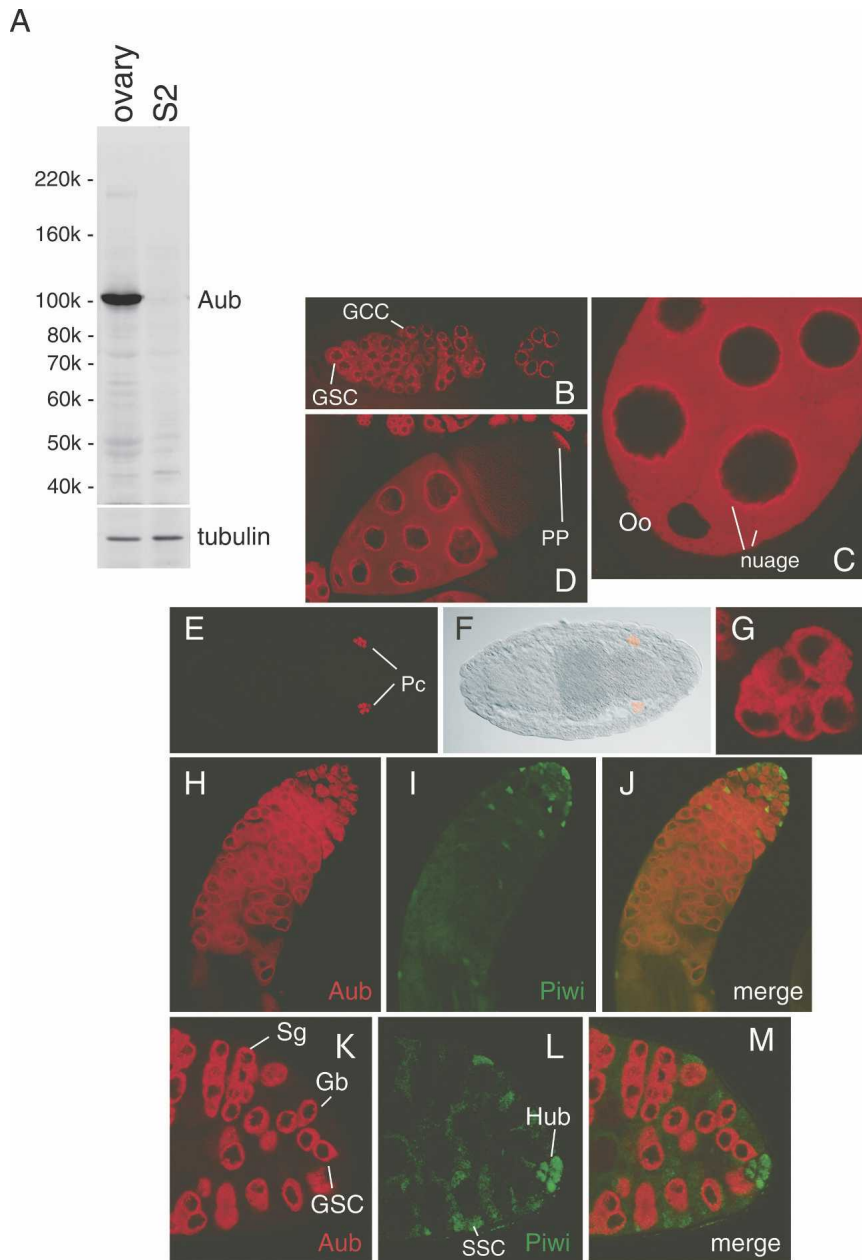 A
ovary
S2
220k -
160k -
100k -
Aub
80k -
70k -
60k -
50k -
40k -
tubulin
GCC
GSC
B
Oo
nuage
C
PP
D
E
Pc
F
G
H
Aub
I
Piwi
J
merge
Sg
K
Gb
GSC
Aub
L
Hub
SSC
Piwi
M
merge